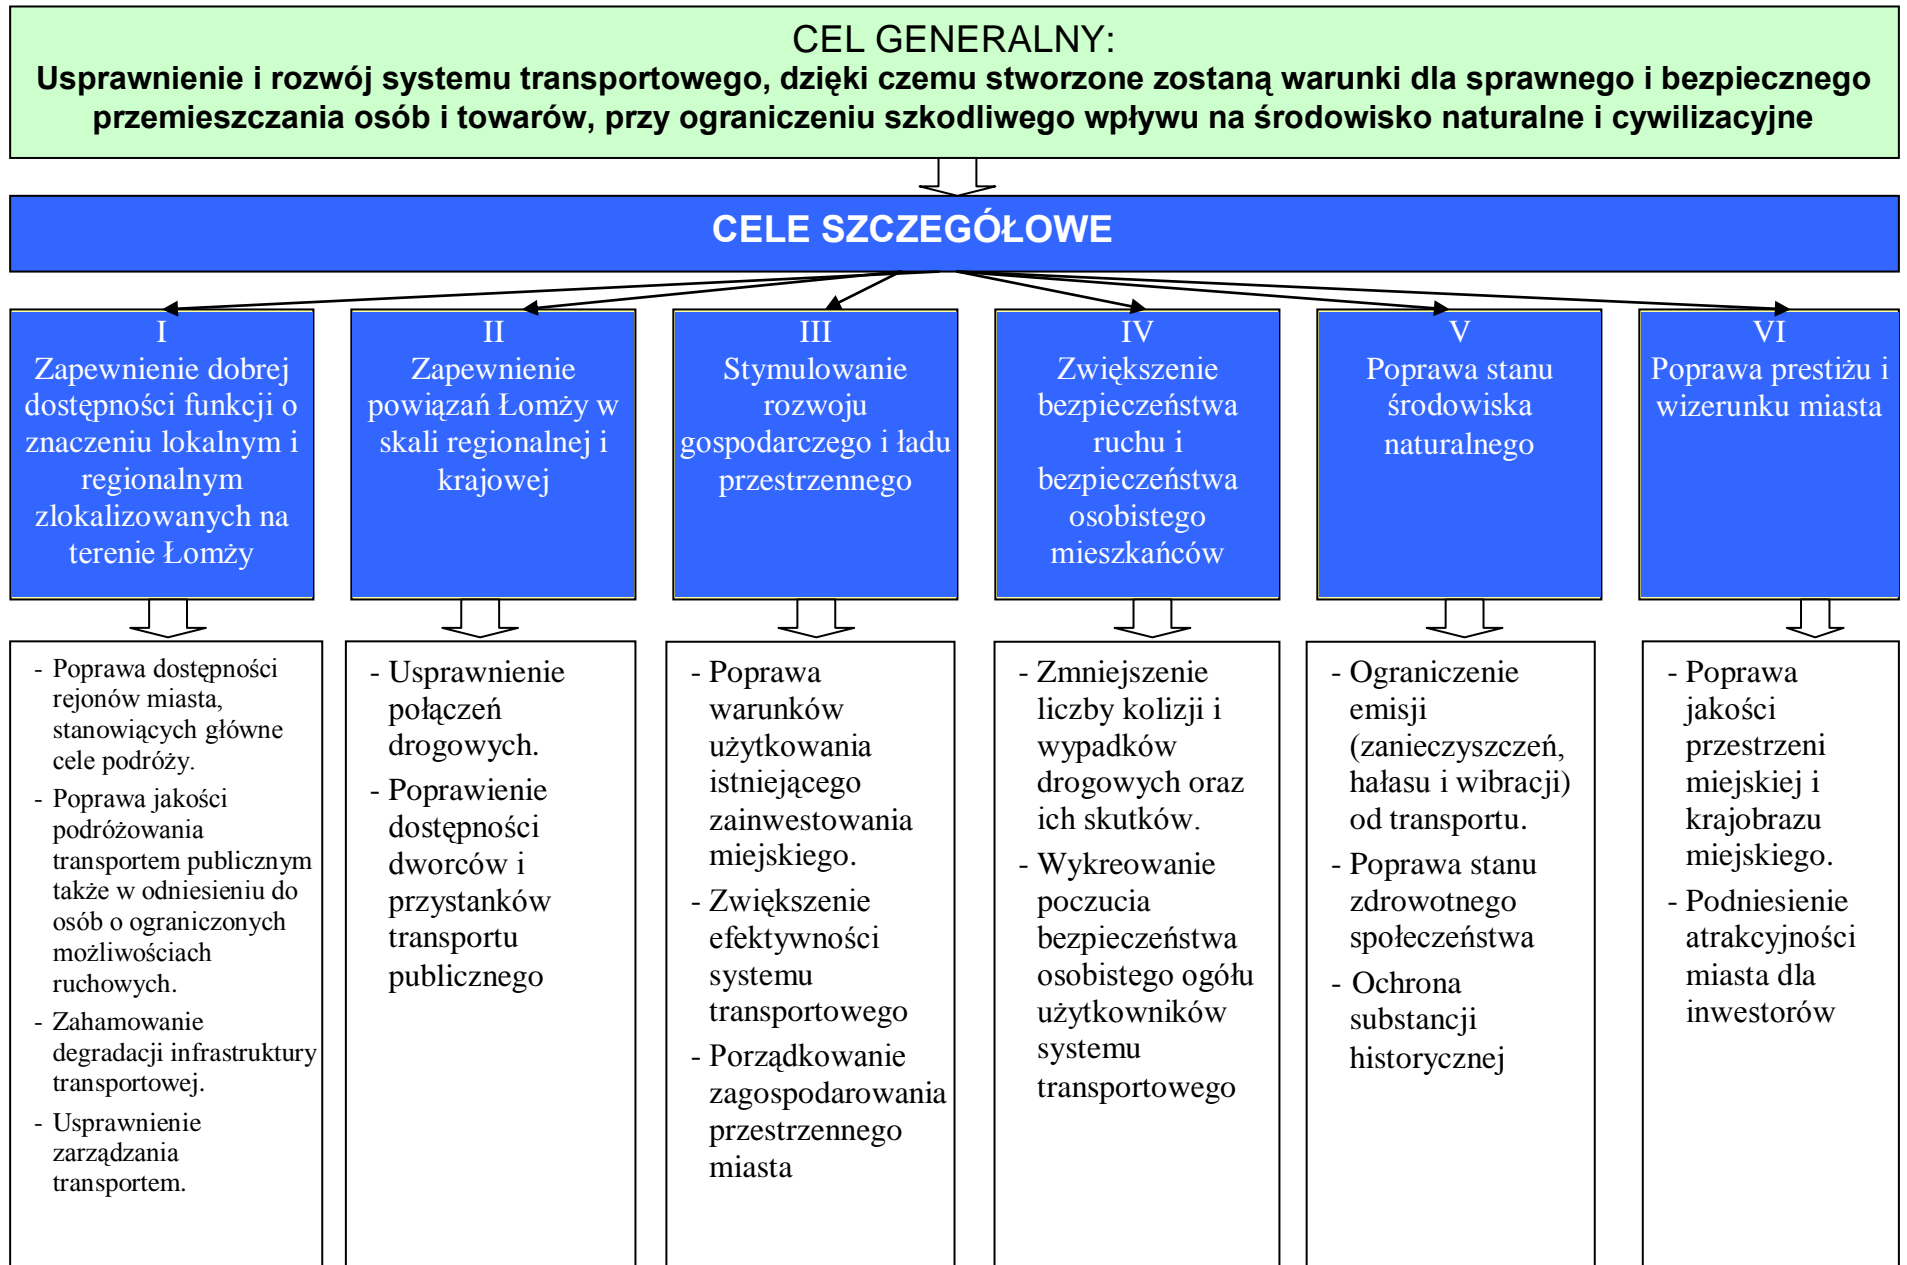 CEL GENERALNY:
Usprawnienie i rozwój systemu transportowego, dzięki czemu stworzone zostaną warunki dla sprawnego i bezpiecznego
przemieszczania osób i towarów, przy ograniczeniu szkodliwego wpływu na środowisko naturalne i cywilizacyjne
CELE SZCZEGÓŁOWE
I
Zapewnienie dobrej
dostępności funkcji o
znaczeniu lokalnym i
regionalnym
zlokalizowanych na
terenie Łomży
II
Zapewnienie
powiązań Łomży w
skali regionalnej i
krajowej
III
Stymulowanie
rozwoju
gospodarczego i ładu
przestrzennego
IV
Zwiększenie
bezpieczeństwa
ruchu i
bezpieczeństwa
osobistego
mieszkańców
V
Poprawa stanu
środowiska
naturalnego
VI
Poprawa prestiżu i
wizerunku miasta
- Poprawa dostępności
rejonów miasta,
stanowiących główne
cele podróży.
- Poprawa jakości
podróżowania
transportem publicznym
także w odniesieniu do
osób o ograniczonych
możliwościach
ruchowych.
- Zahamowanie
degradacji infrastruktury
transportowej.
- Usprawnienie
zarządzania
transportem.
- Usprawnienie
połączeń
drogowych.
- Poprawienie
dostępności
dworców i
przystanków
transportu
publicznego
- Poprawa
warunków
użytkowania
istniejącego
zainwestowania
miejskiego.
- Zwiększenie
efektywności
systemu
transportowego
- Porządkowanie
zagospodarowania
przestrzennego
miasta
- Zmniejszenie
liczby kolizji i
wypadków
drogowych oraz
ich skutków.
- Wykreowanie
poczucia
bezpieczeństwa
osobistego ogółu
użytkowników
systemu
transportowego
- Ograniczenie
emisji
(zanieczyszczeń,
hałasu i wibracji)
od transportu.
- Poprawa stanu
zdrowotnego
społeczeństwa
- Ochrona
substancji
historycznej
- Poprawa
jakości
przestrzeni
miejskiej i
krajobrazu
miejskiego.
- Podniesienie
atrakcyjności
miasta dla
inwestorów